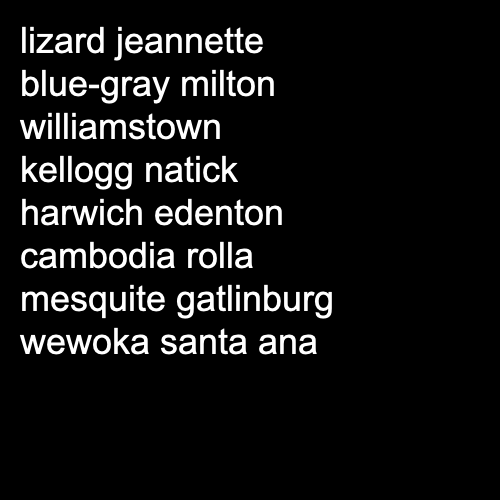 lizard jeannette
blue-gray milton
williamstown
kellogg natick
harwich edenton
cambodia rolla
mesquite gatlinburg
wewoka santa ana